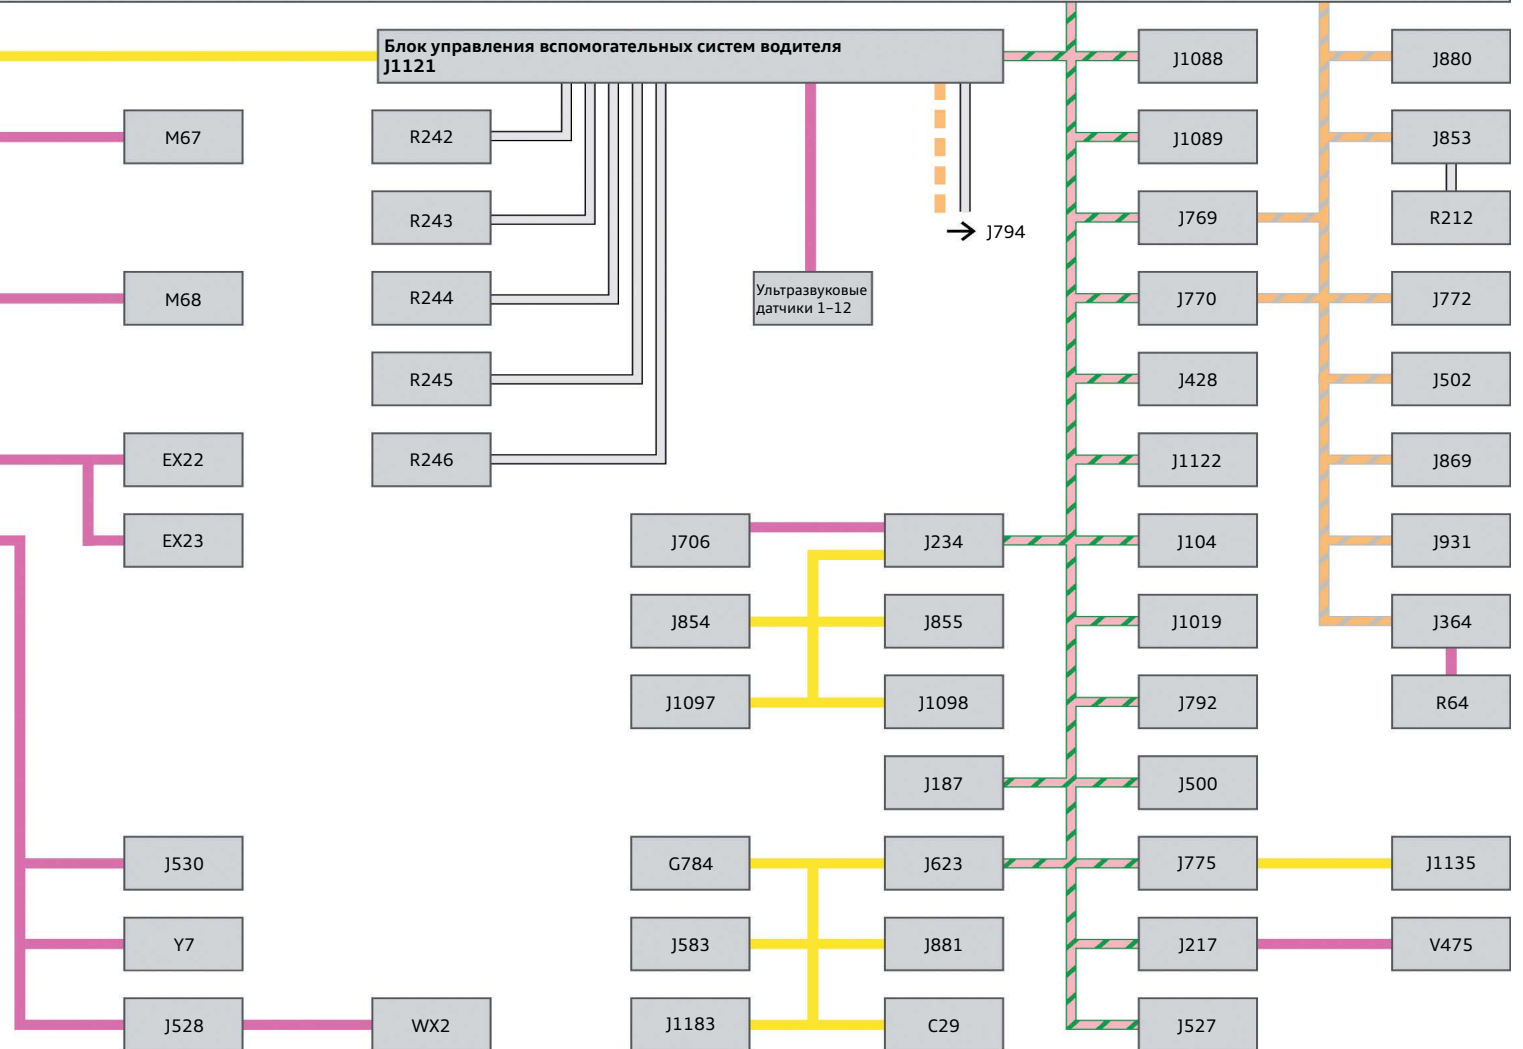 Блок управления вспомогательных систем водителя
J1121
J1088
J880
M67
R242
J1089
J853
R243
J794
J769
R212
M68
R244
Ультразвуковые
датчики 1–12
J770
J772
R245
J428
J502
EX22
R246
J1122
J869
EX23
J706
J234
J104
J931
J854
J855
J1019
J364
J1097
J1098
J792
R64
J187
J500
J530
G784
J623
J775
J1135
Y7
J583
J881
J217
V475
J528
WX2
J1183
C29
J527